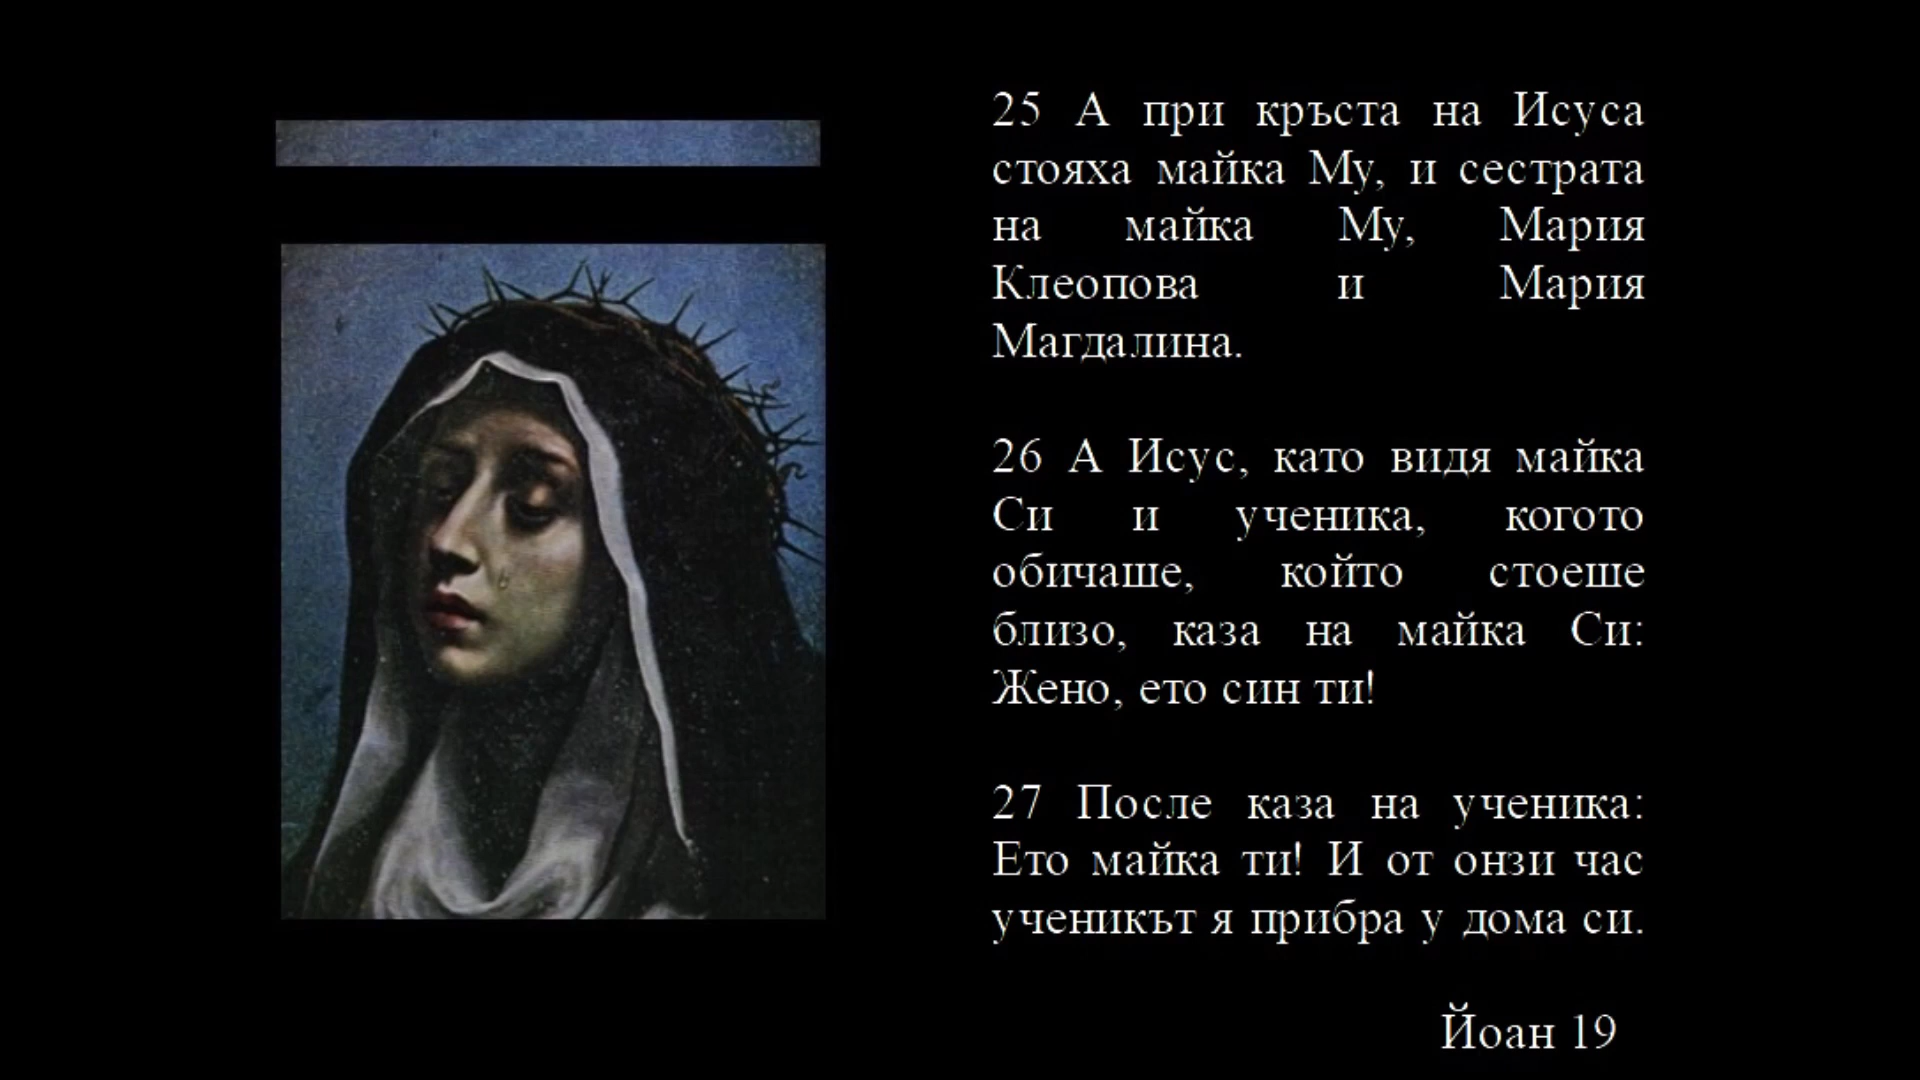 25 А при кръста на Исуса
стояха майка Му, и сестрата
на майка Му, Мария
Клеопова и Мария
Магдалина.
26 А Исус, като видя майка
Си и ученика, когото
обичаше, който стоеше
близо, каза на майка Си:
Жено, ето син ти!
27 После каза на ученика:
Ето майка ти! И от онзи час
ученикът я прибра у дома си.
Йоан 19